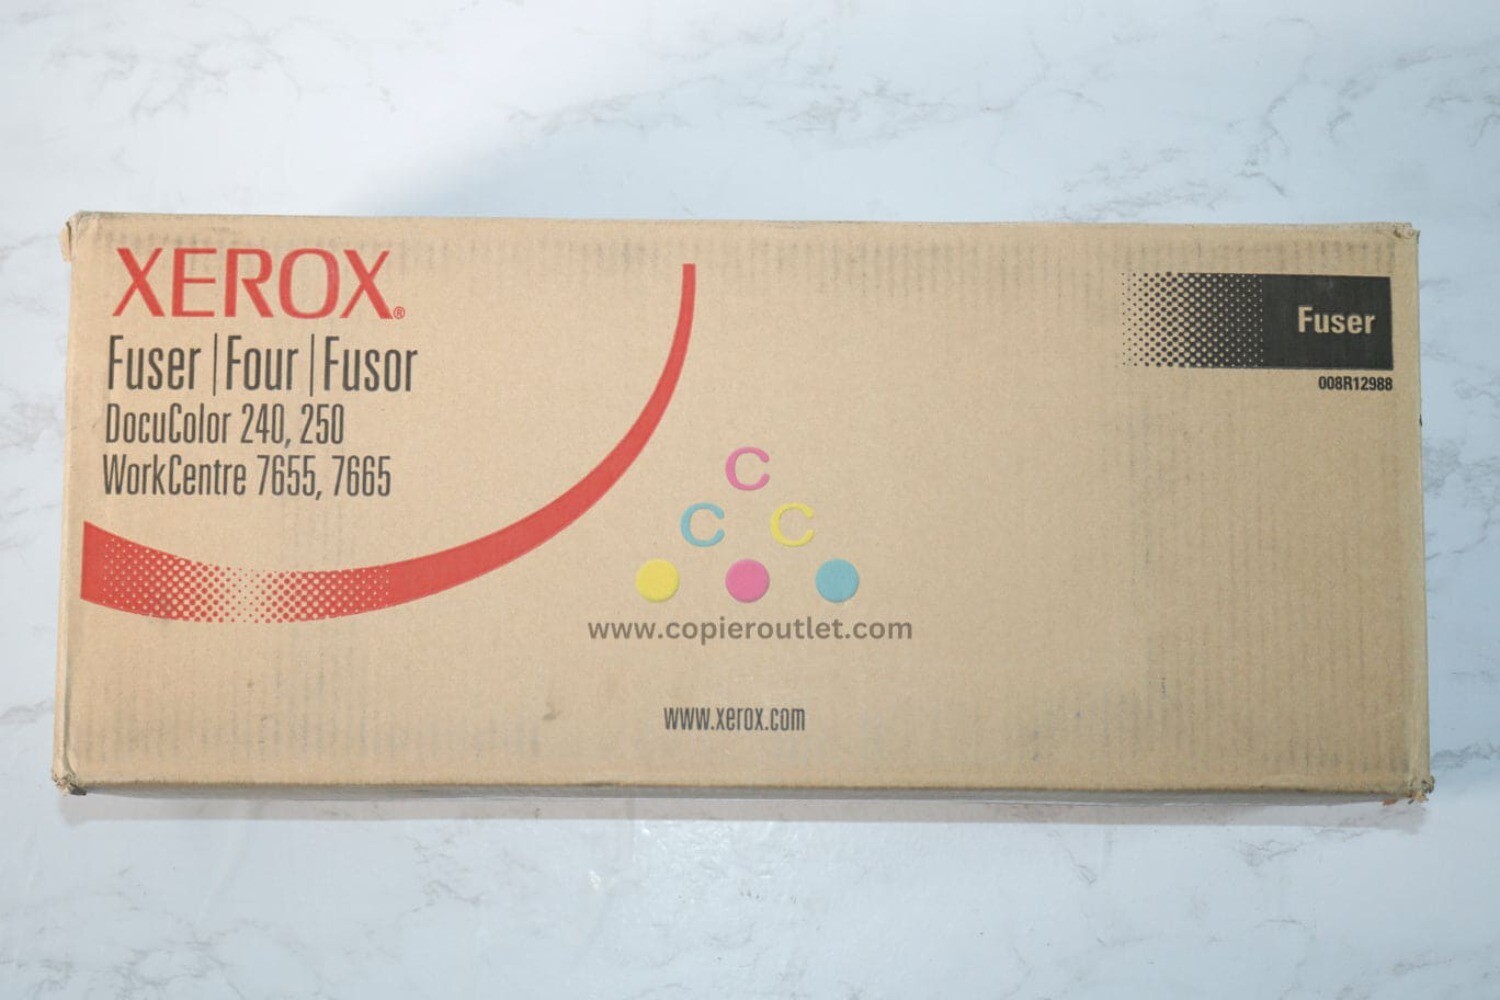 XEROX®
Fuser | Four | Fusor
DocuColor 240, 250
WorkCentre 7655, 7665
Fuser
008R12988
C
C C
www.copieroutlet.com
www.xerox.com